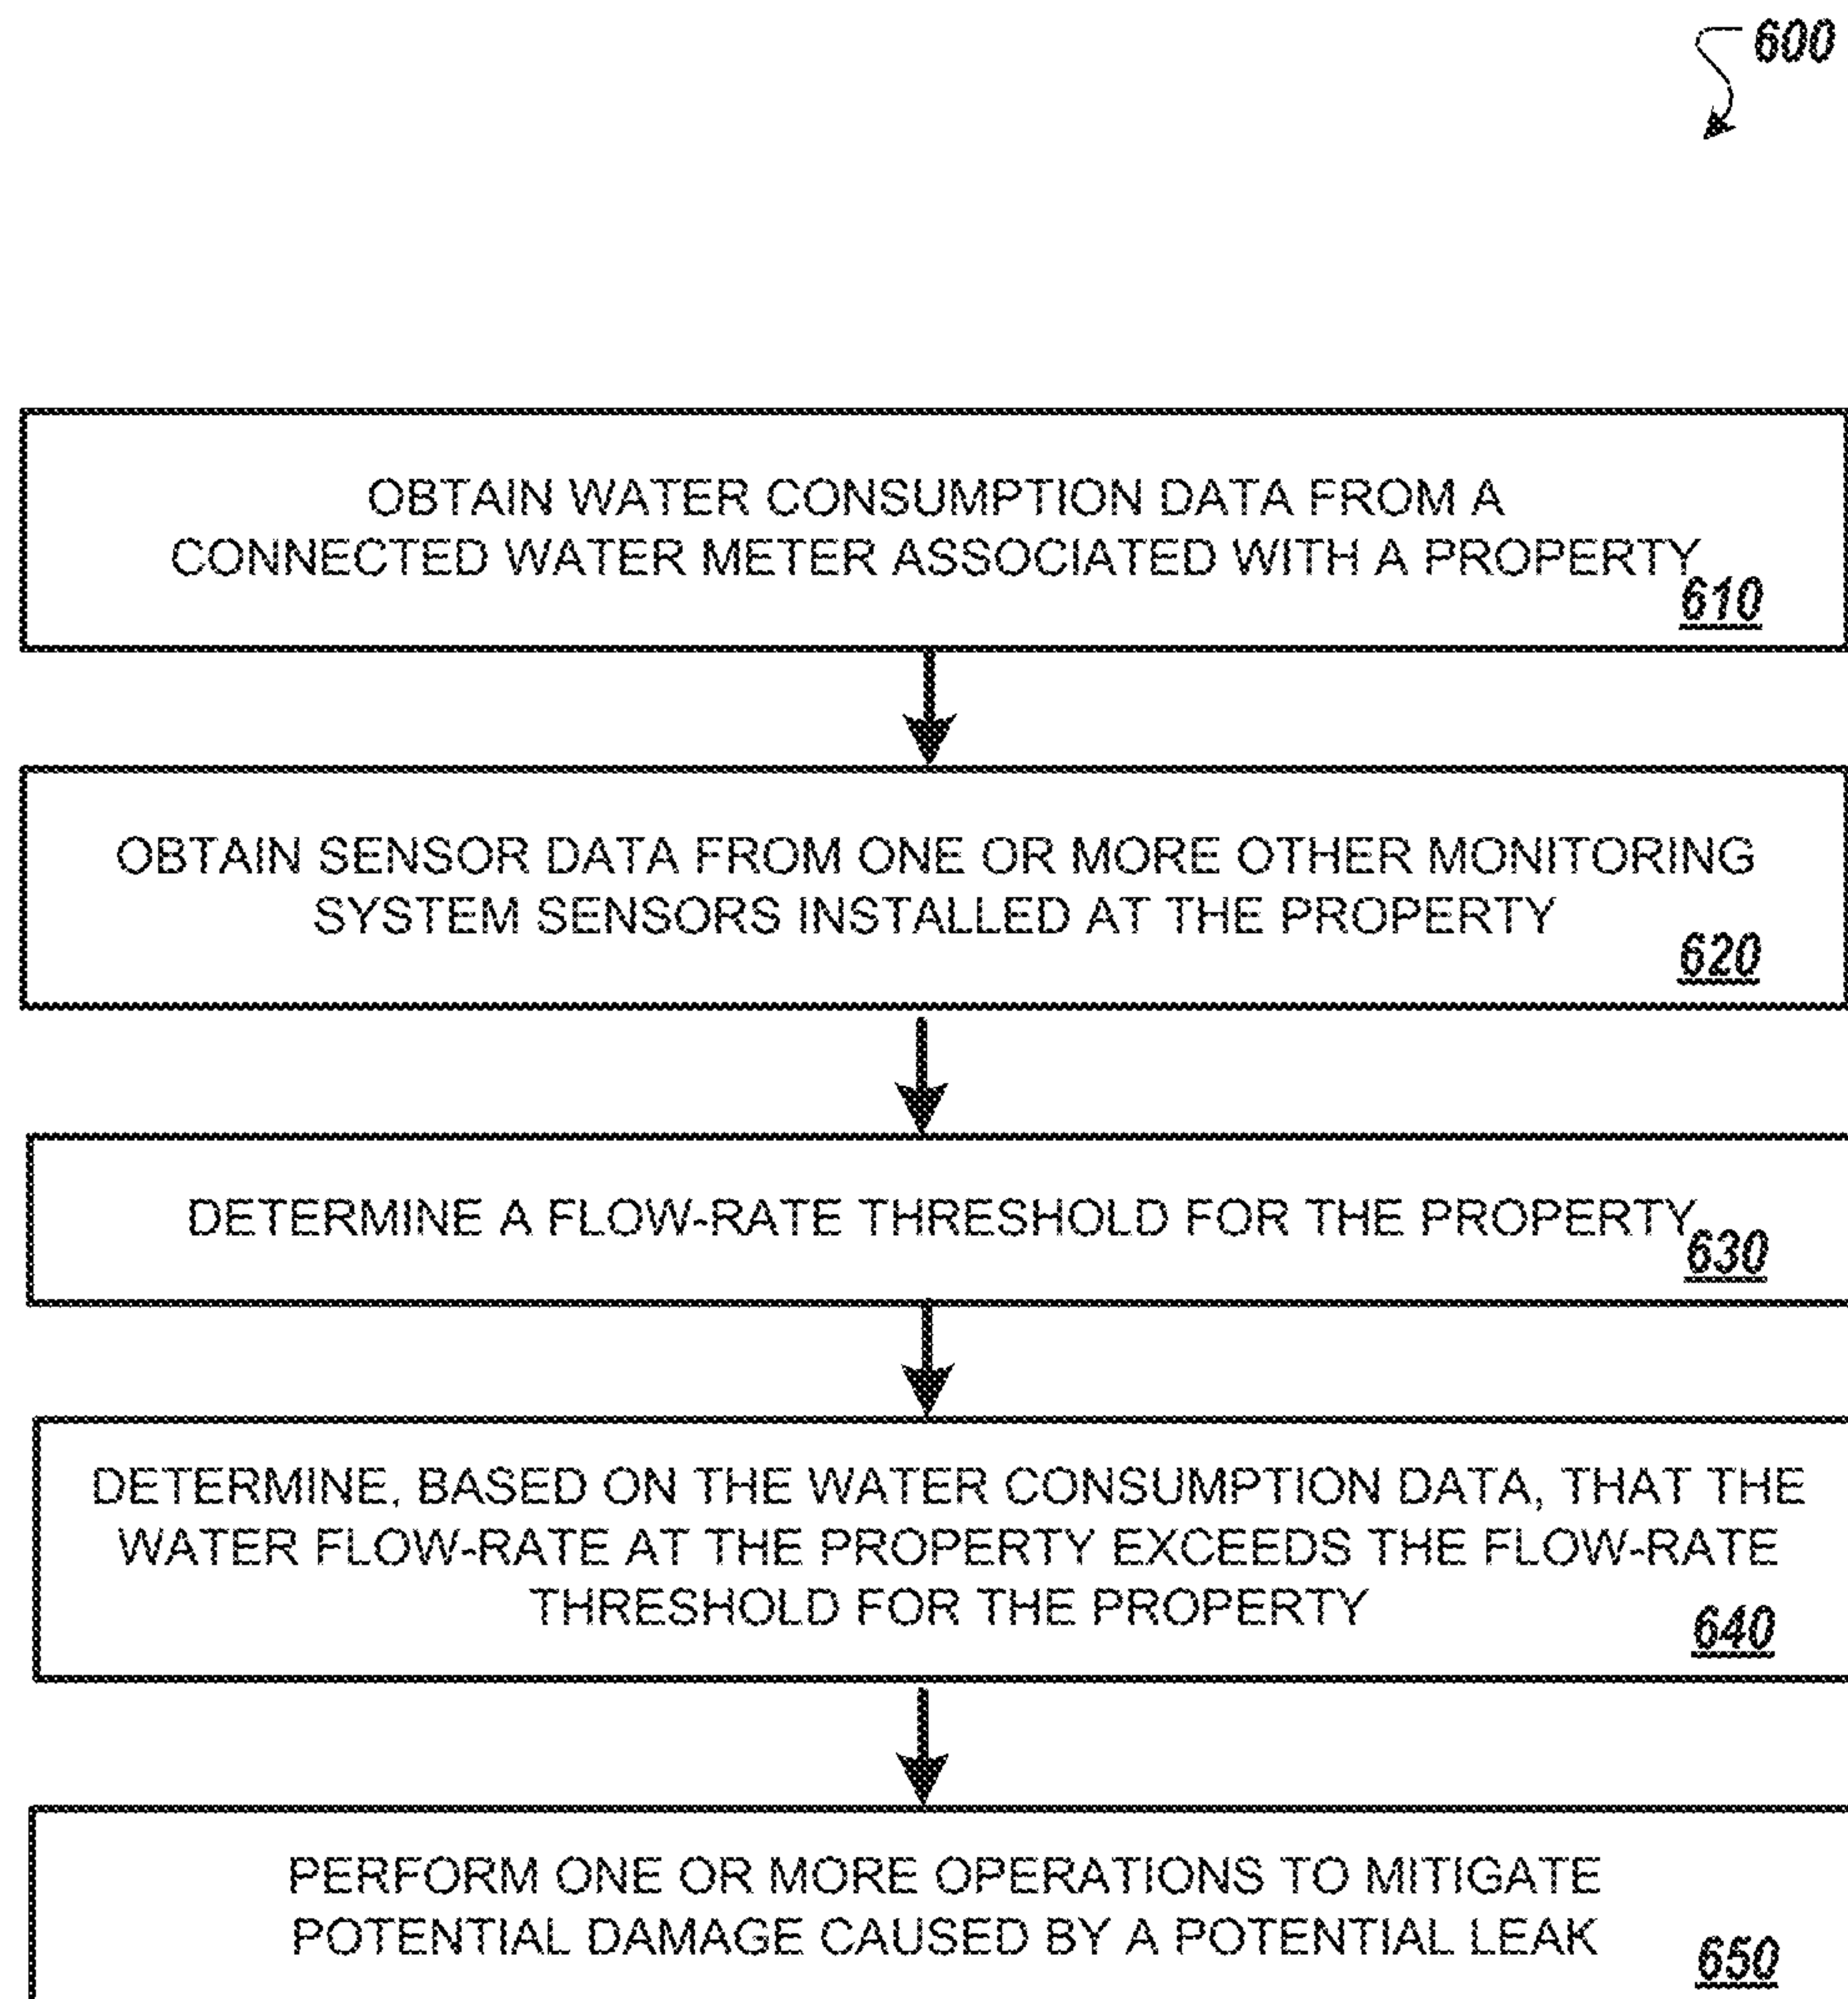 600
OBTAIN WATER CONSUMPTION DATA FROM A
CONNECTED WATER METER ASSOCIATED WITH A PROPERTY
610
OBTAIN SENSOR DATA FROM ONE OR MORE OTHER MONITORING
SYSTEM SENSORS INSTALLED AT THE PROPERTY
620
DETERMINE A FLOW-RATE THRESHOLD FOR THE PROPERTY
630
DETERMINE, BASED ON THE WATER CONSUMPTION DATA, THAT THE
WATER FLOW-RATE AT THE PROPERTY EXCEEDS THE FLOW-RATE
THRESHOLD FOR THE PROPERTY
640
PERFORM ONE OR MORE OPERATIONS TO MITIGATE
POTENTIAL DAMAGE CAUSED BY A POTENTIAL LEAK
650